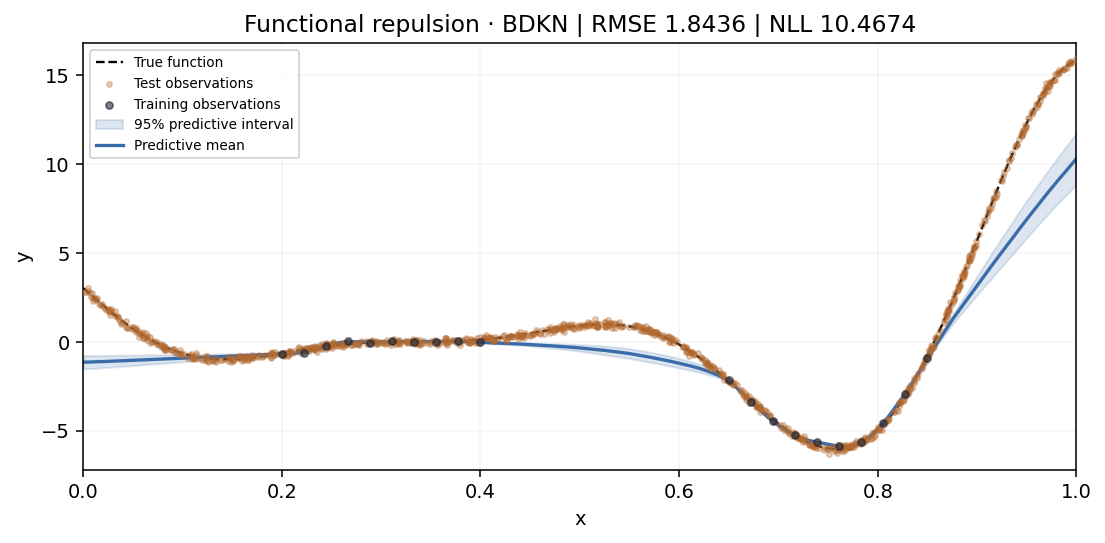 Functional repulsion · BDKN | RMSE 1.8436 | NLL 10.4674
True function
Test observations
Training observations
95% predictive interval
Predictive mean
15
10
5
0
−5
y
0.0 0.2 0.4 0.6 0.8 1.0
x